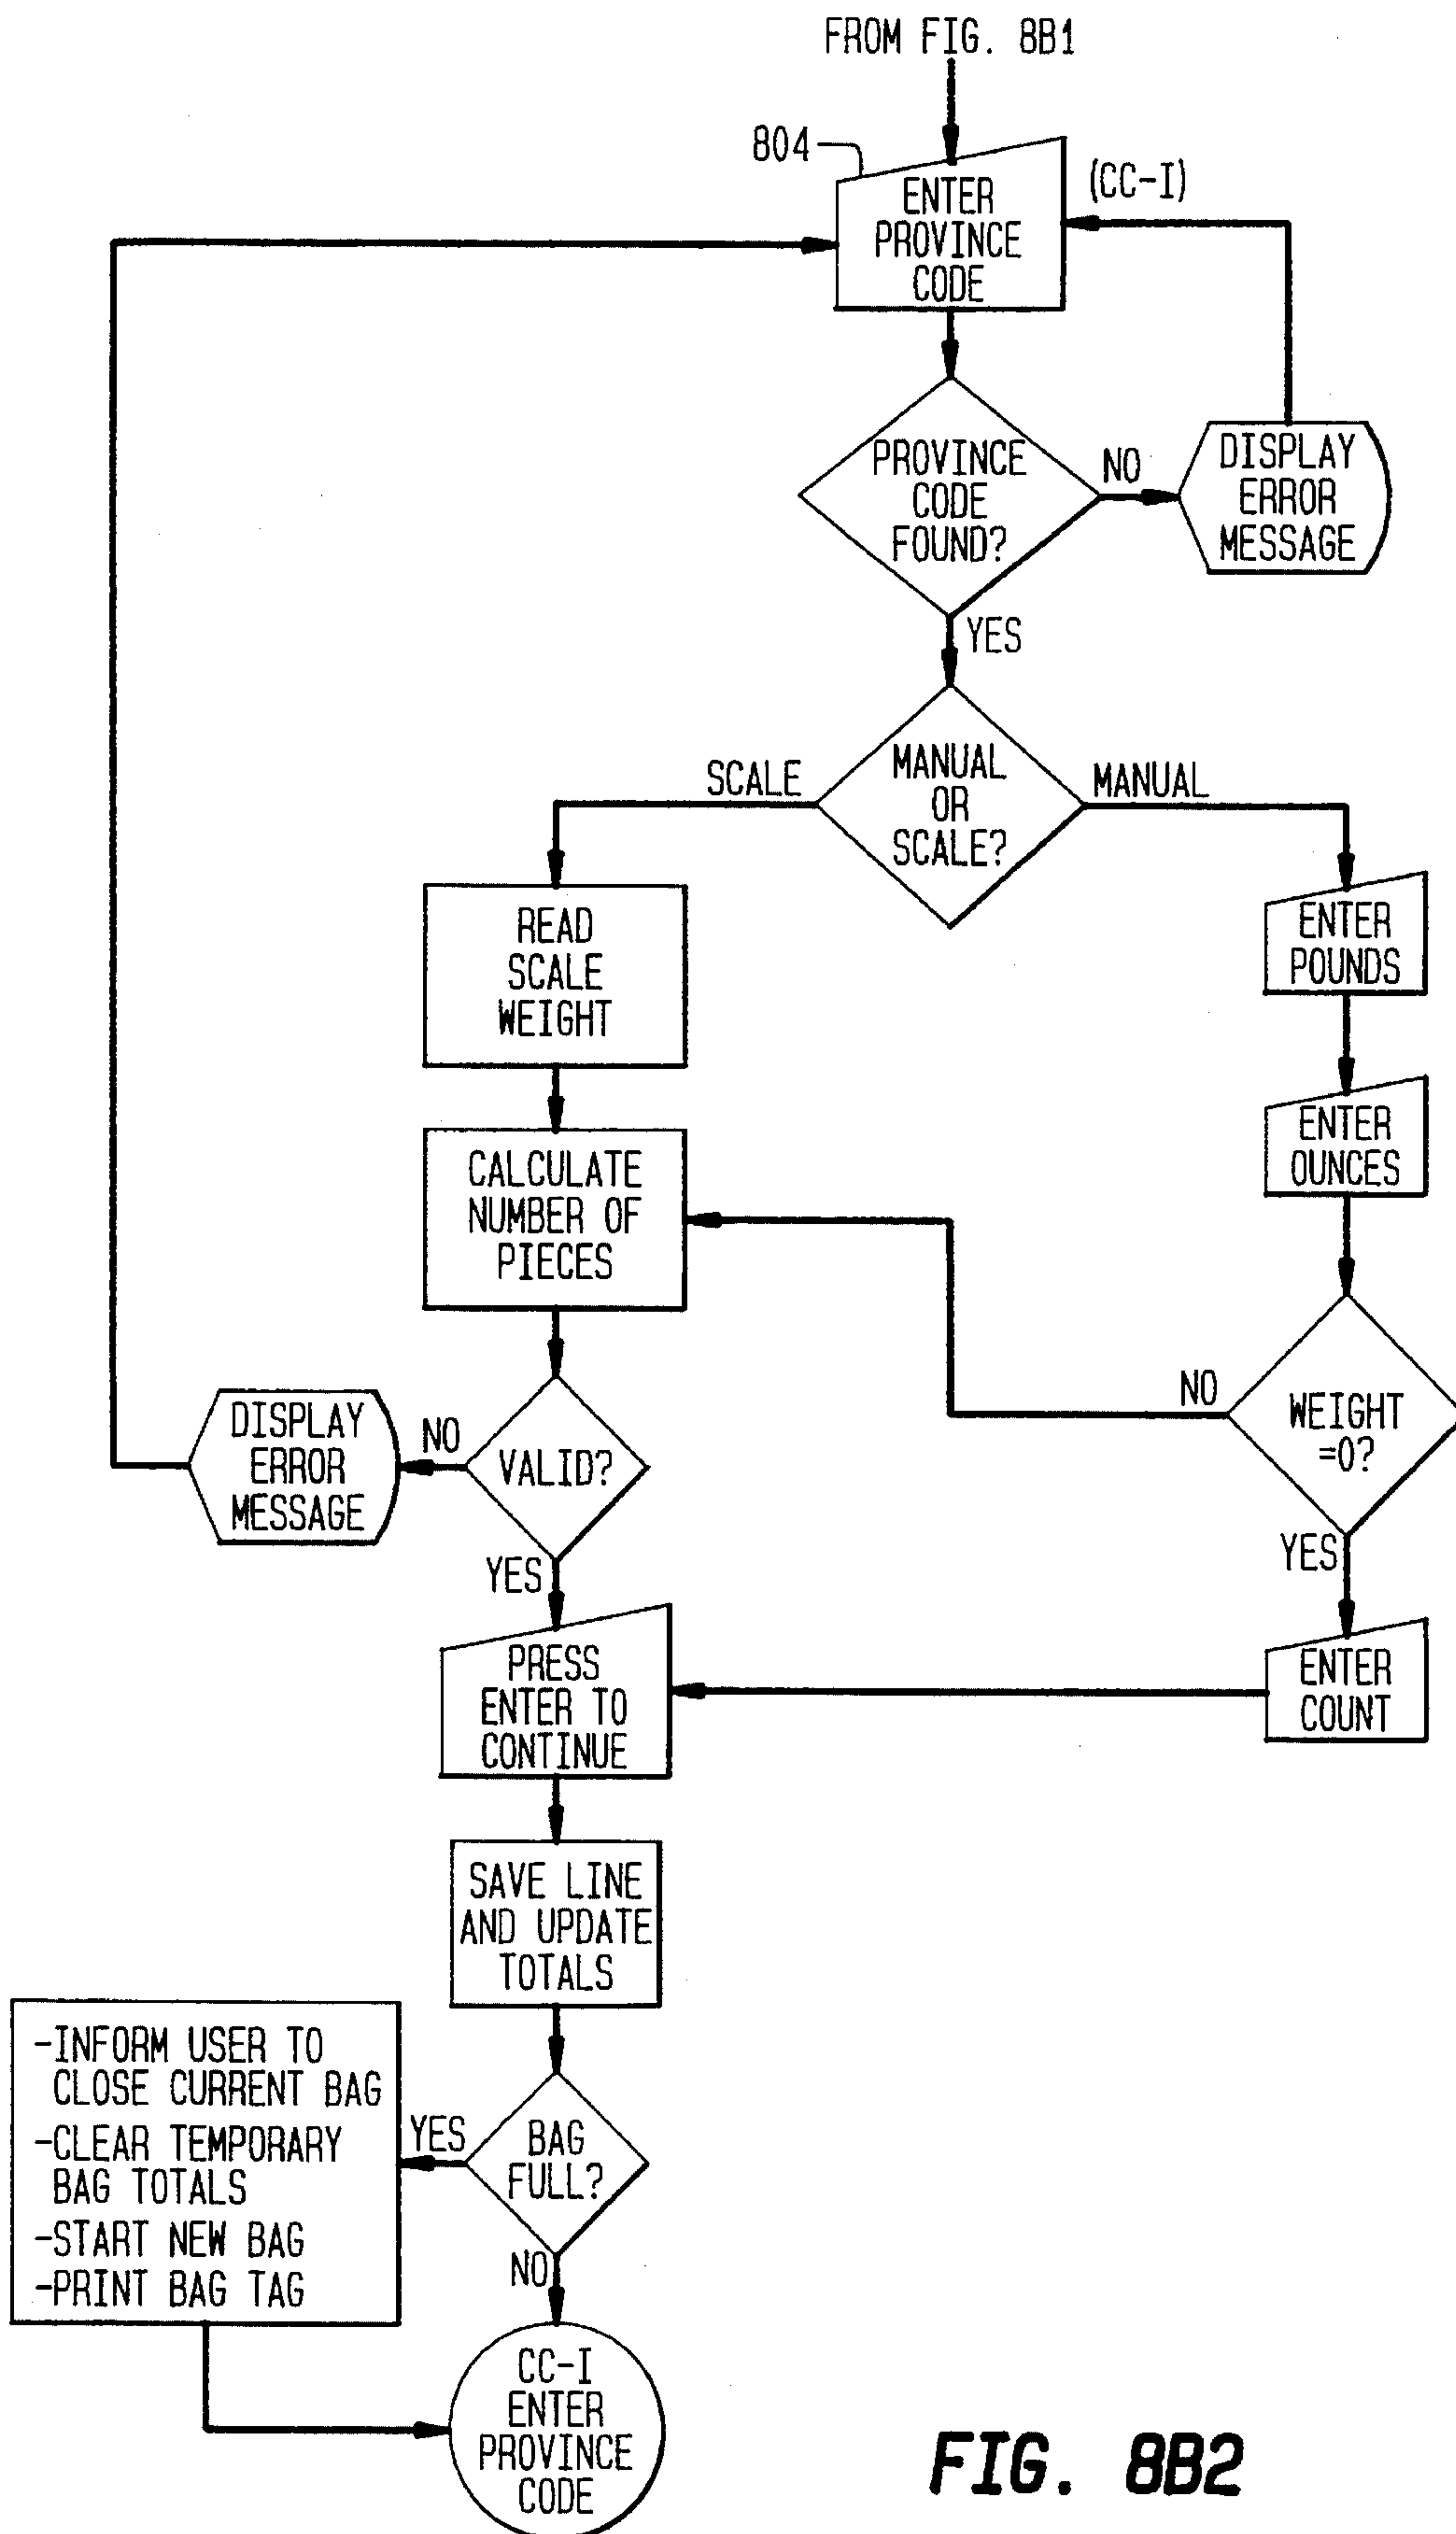 FROM FIG. 8B1
804
(CC-I)
ENTER
PROVINCE
CODE
PROVINCE
CODE
FOUND?
NO
DISPLAY
ERROR
MESSAGE
YES
MANUAL
OR
SCALE?
SCALE
MANUAL
READ
SCALE
WEIGHT
ENTER
POUNDS
CALCULATE
NUMBER OF
PIECES
ENTER
OUNCES
NO
WEIGHT
=0?
DISPLAY
ERROR
MESSAGE
NO
VALID?
YES
YES
PRESS
ENTER TO
CONTINUE
ENTER
COUNT
SAVE LINE
AND UPDATE
TOTALS
-INFORM USER TO
CLOSE CURRENT BAG
-CLEAR TEMPORARY
BAG TOTALS
-START NEW BAG
-PRINT BAG TAG
YES
BAG
FULL?
NO
CC-I
ENTER
PROVINCE
CODE
FIG. 8B2